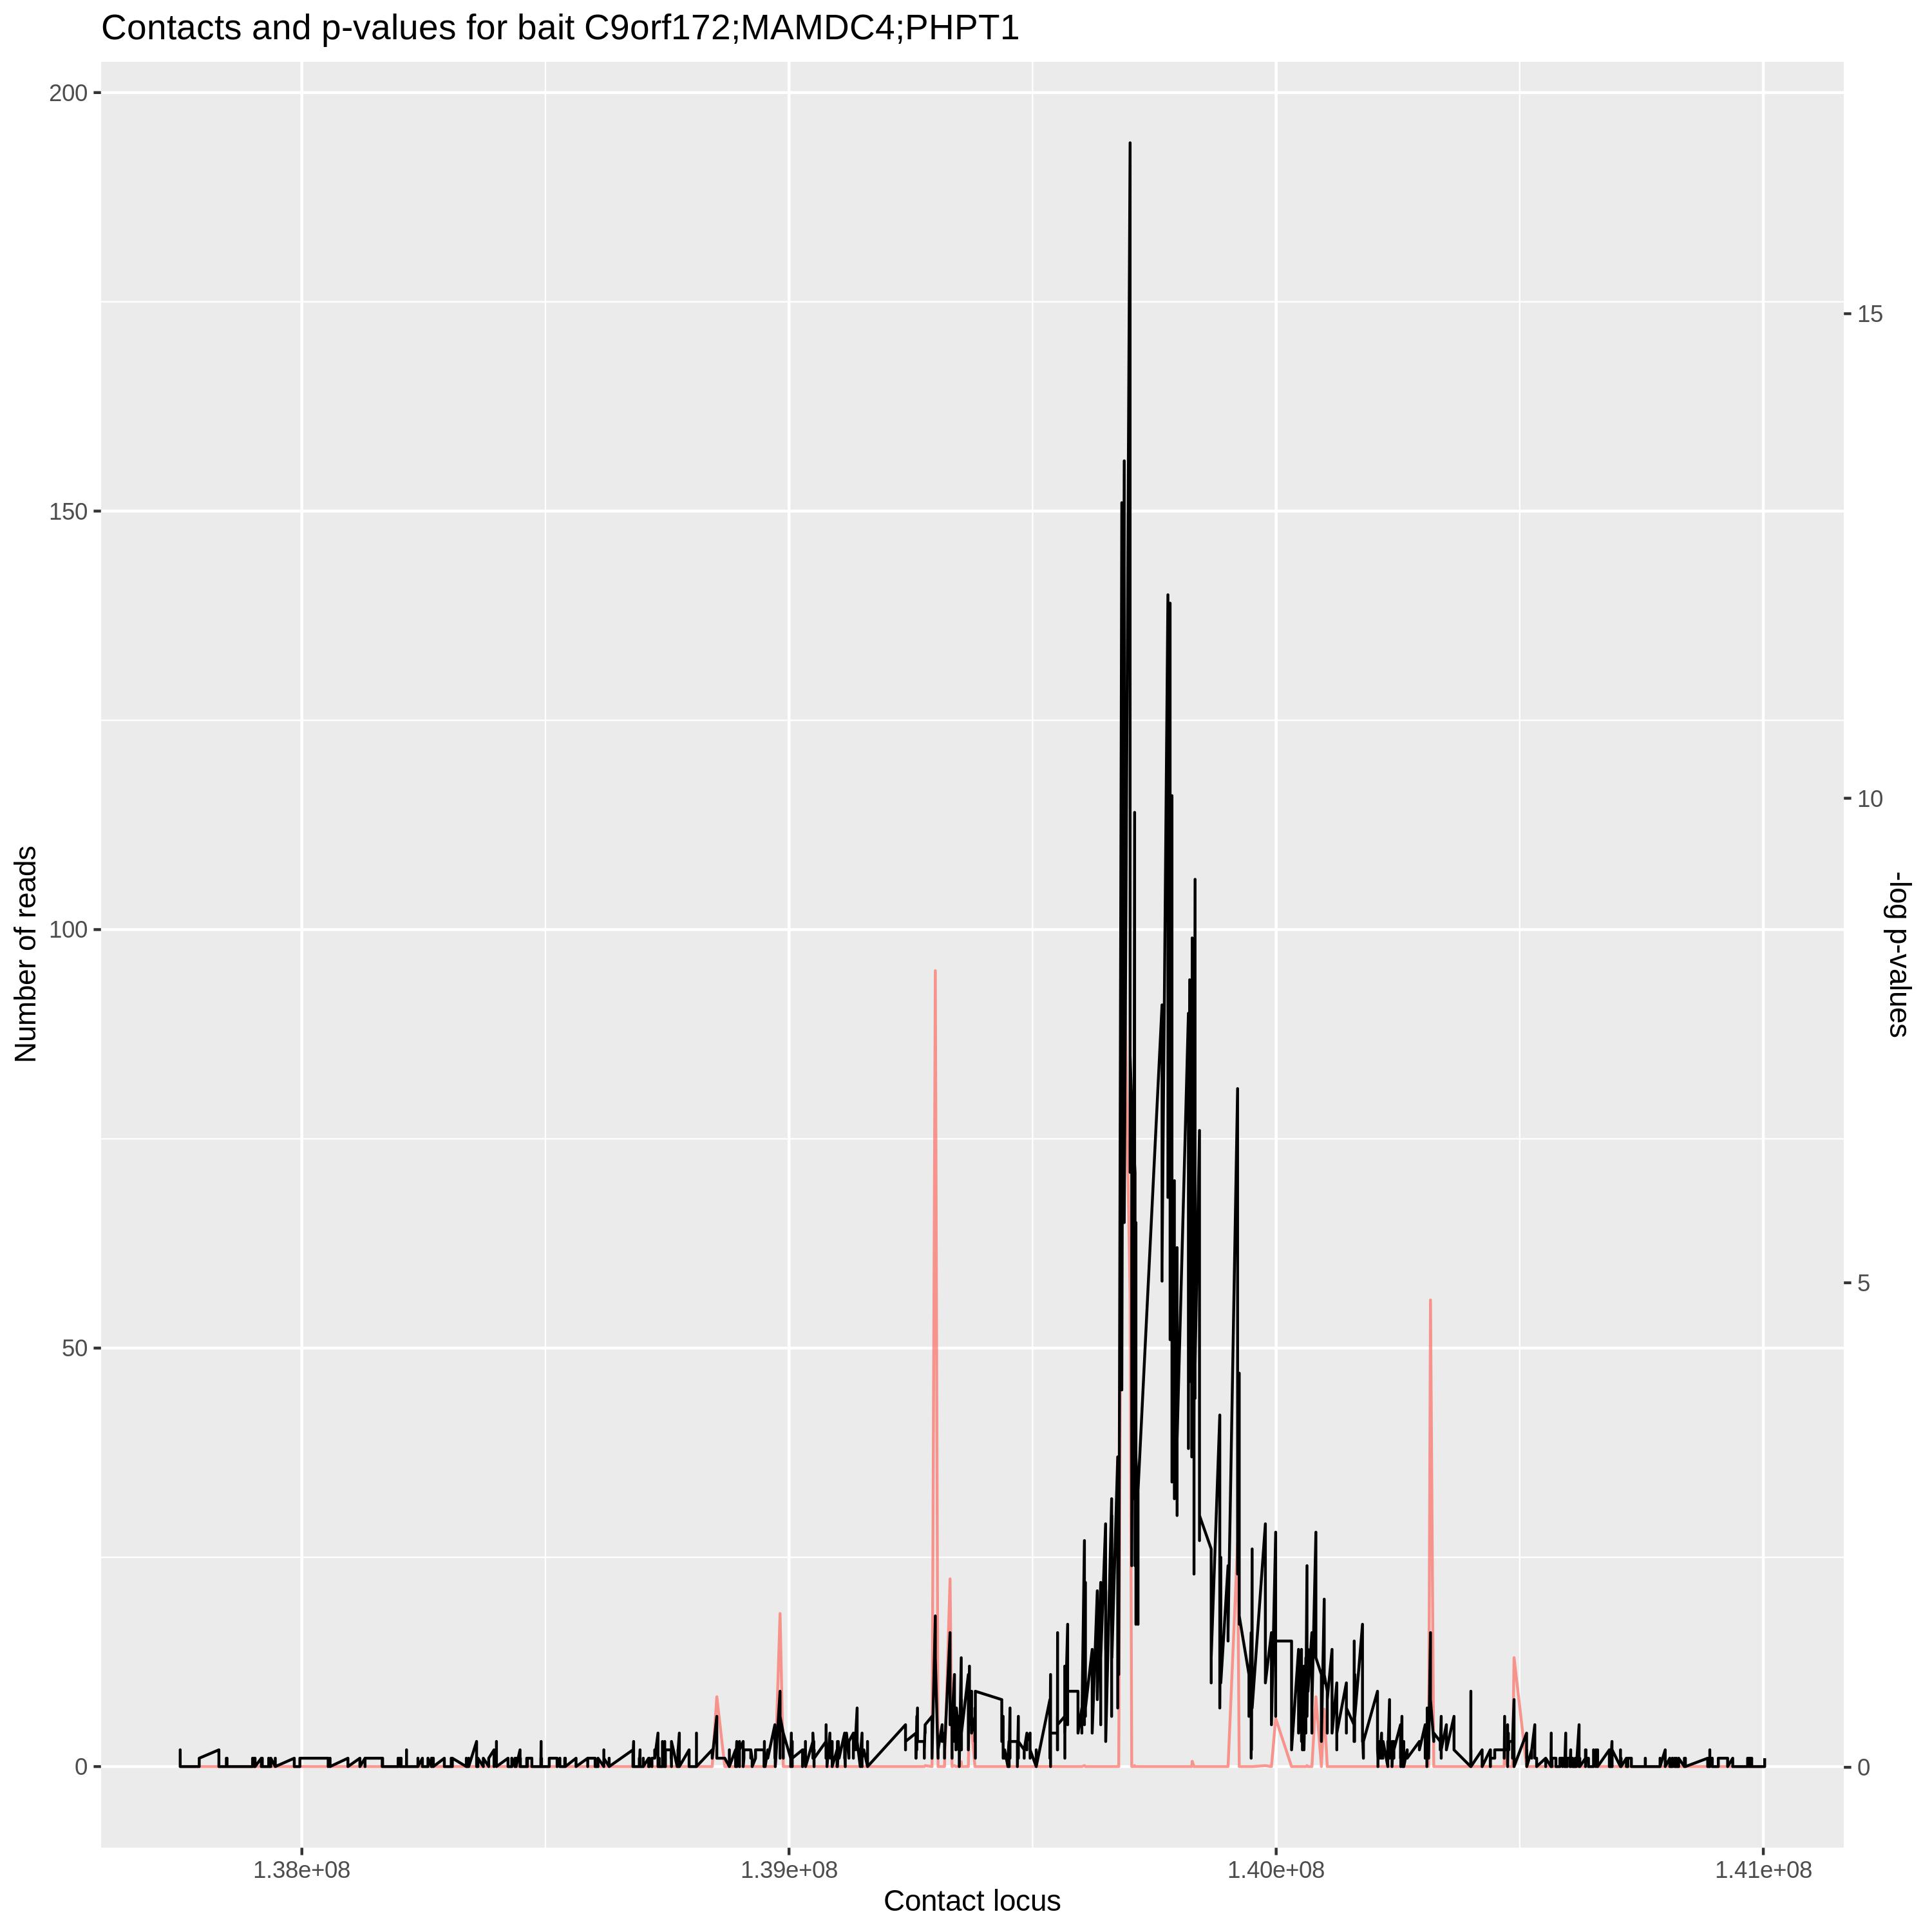 Contacts and p-values for bait C9orf172;MAMDC4;PHPT1
200
150
100
50
0
Number of reads
15
10
5
0
-log p-values
1.38e+08
1.39e+08
1.40e+08
1.41e+08
Contact locus